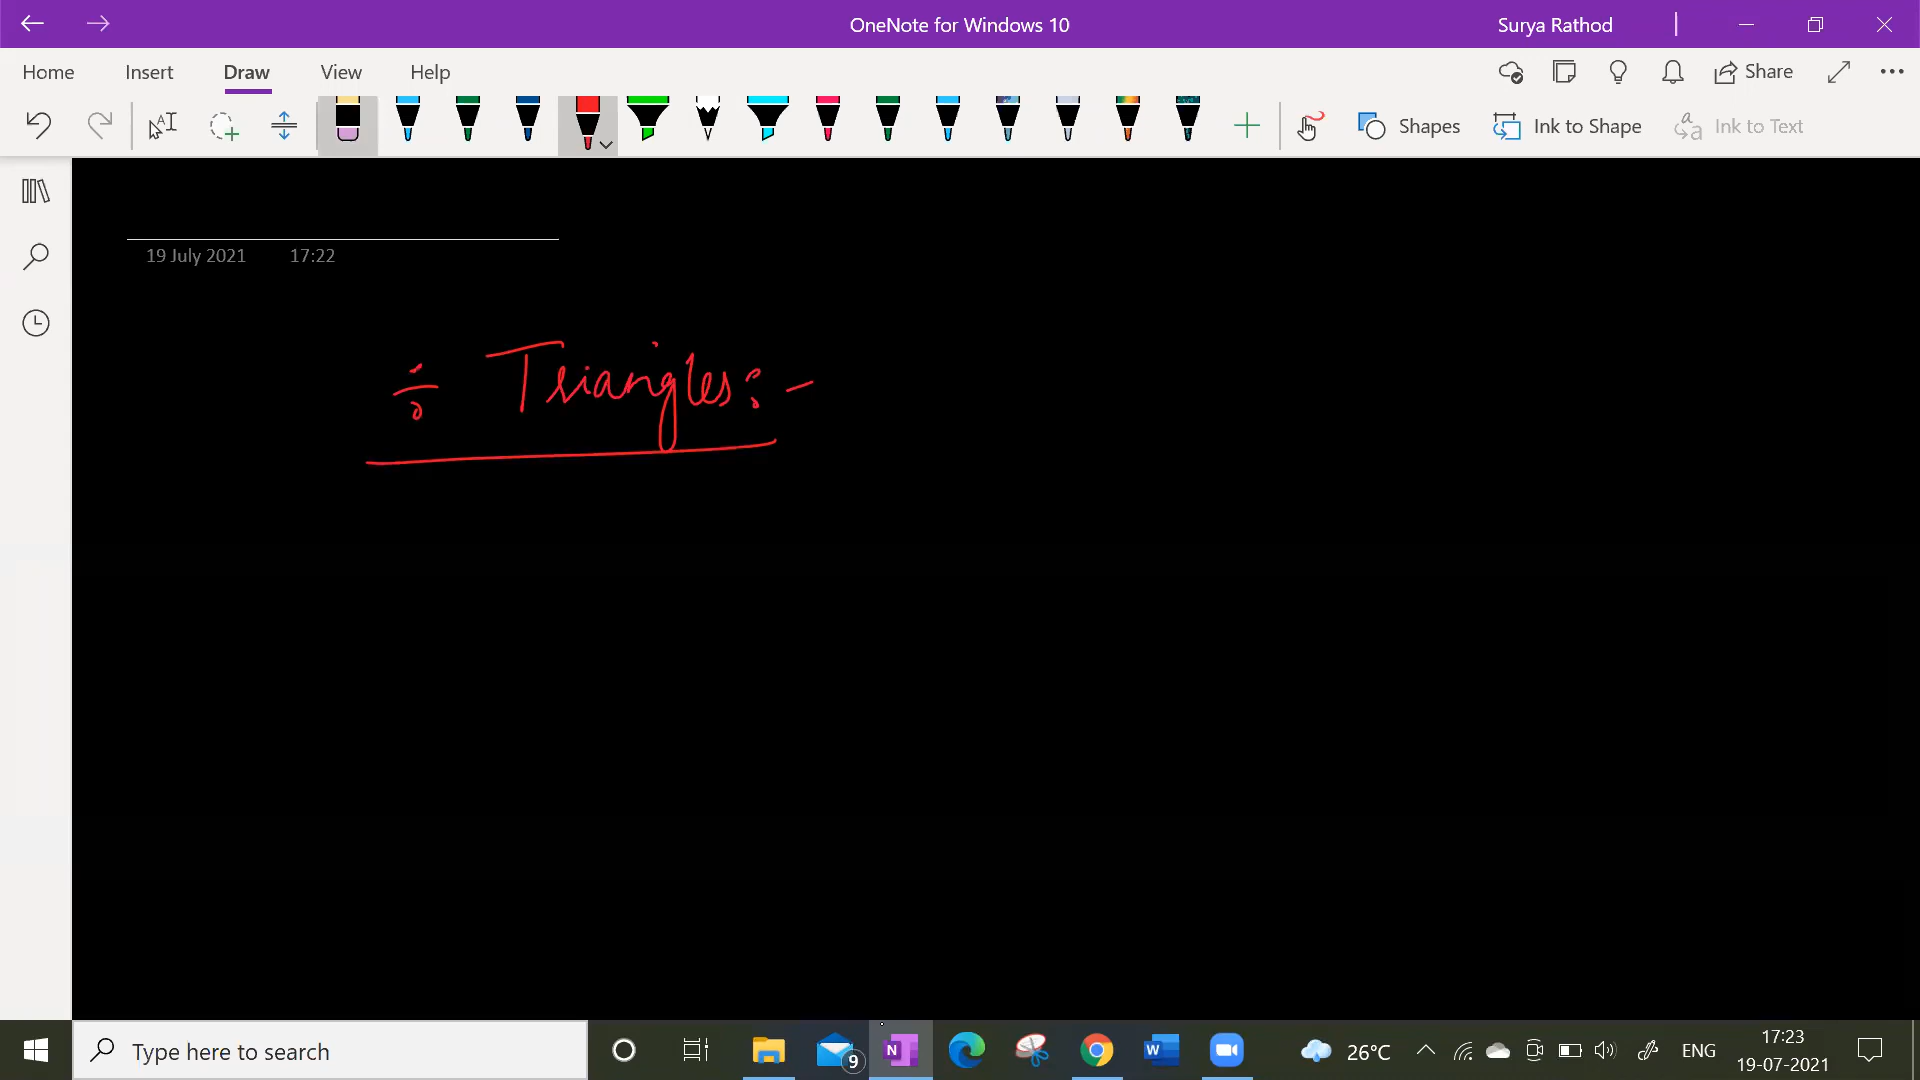 OneNote for Windows 10 Surya Rathod
Home Insert Draw View Help Share
Shapes Ink to Shape Ink to Text
19 July 2021 17:22
÷ Triangles:-
Type here to search 9 26°C ENG 17:23
19-07-2021